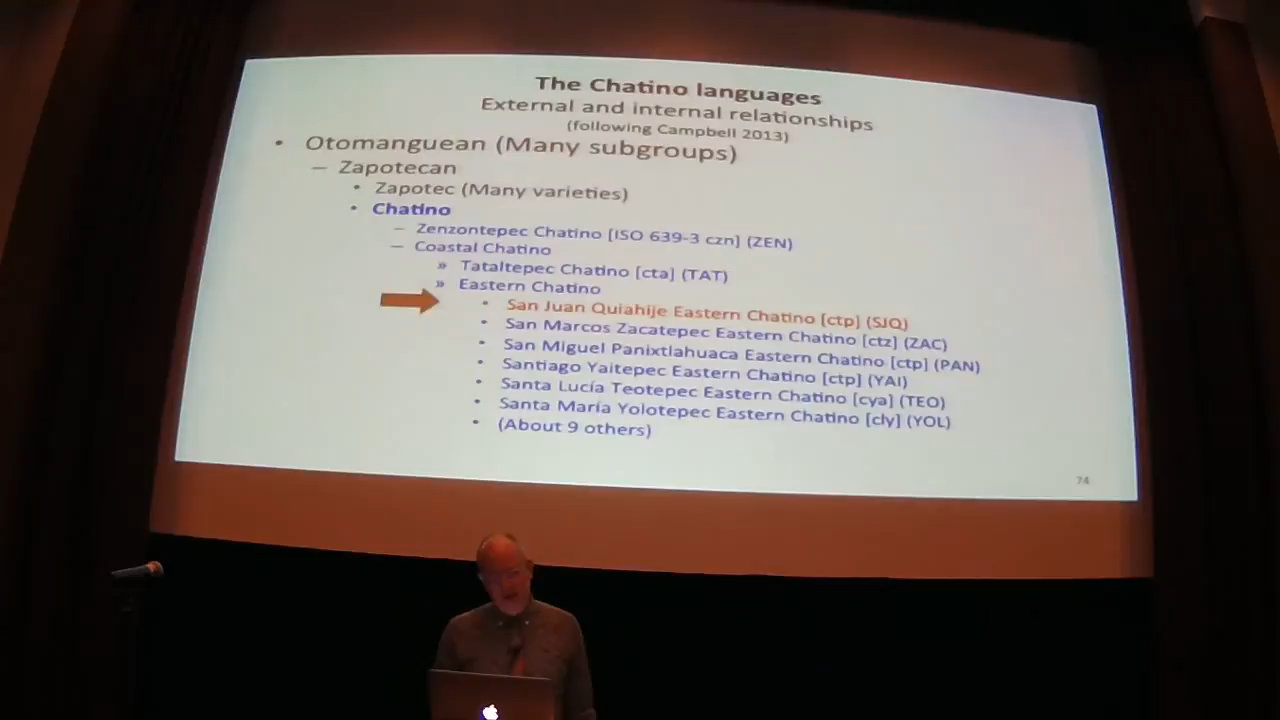 The Chatino languages
External and internal relationships
(following Campbell 2013)
• Otomanguean (Many subgroups)
– Zapotecan
• Zapotec (Many varieties)
• Chatino
– Zenzontepec Chatino [ISO 639-3 czn] (ZEN)
– Coastal Chatino
» Tataltepec Chatino [cta] (TAT)
» Eastern Chatino
• San Juan Quiahije Eastern Chatino [ctp] (SJQ)
• San Marcos Zacatepec Eastern Chatino [ctz] (ZAC)
• San Miguel Panixtlahuaca Eastern Chatino [ctp] (PAN)
• Santiago Yaitepec Eastern Chatino [ctp] (YAI)
• Santa Lucía Teotepec Eastern Chatino [cya] (TEO)
• Santa María Yolotepec Eastern Chatino [cly] (YOL)
• (About 9 others)
74